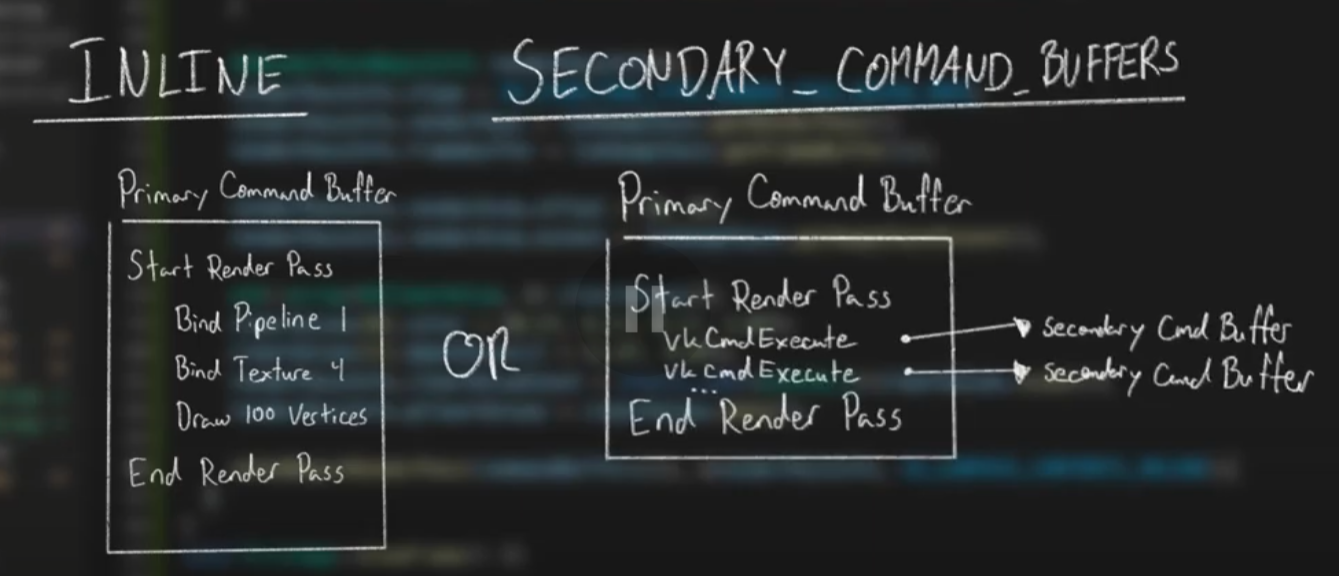 INLINE
Primary Command Buffer
Start Render Pass
Bind Pipeline 1
Bind Texture 4
Draw 100 Vertices
End Render Pass
OR
SECONDARY_COMMAND_BUFFERS
Primary Command Buffer
Start Render Pass
vkCmdExecute
vkCmdExecute
...
End Render Pass
Secondary Cmd Buffer
Secondary Cmd Buffer